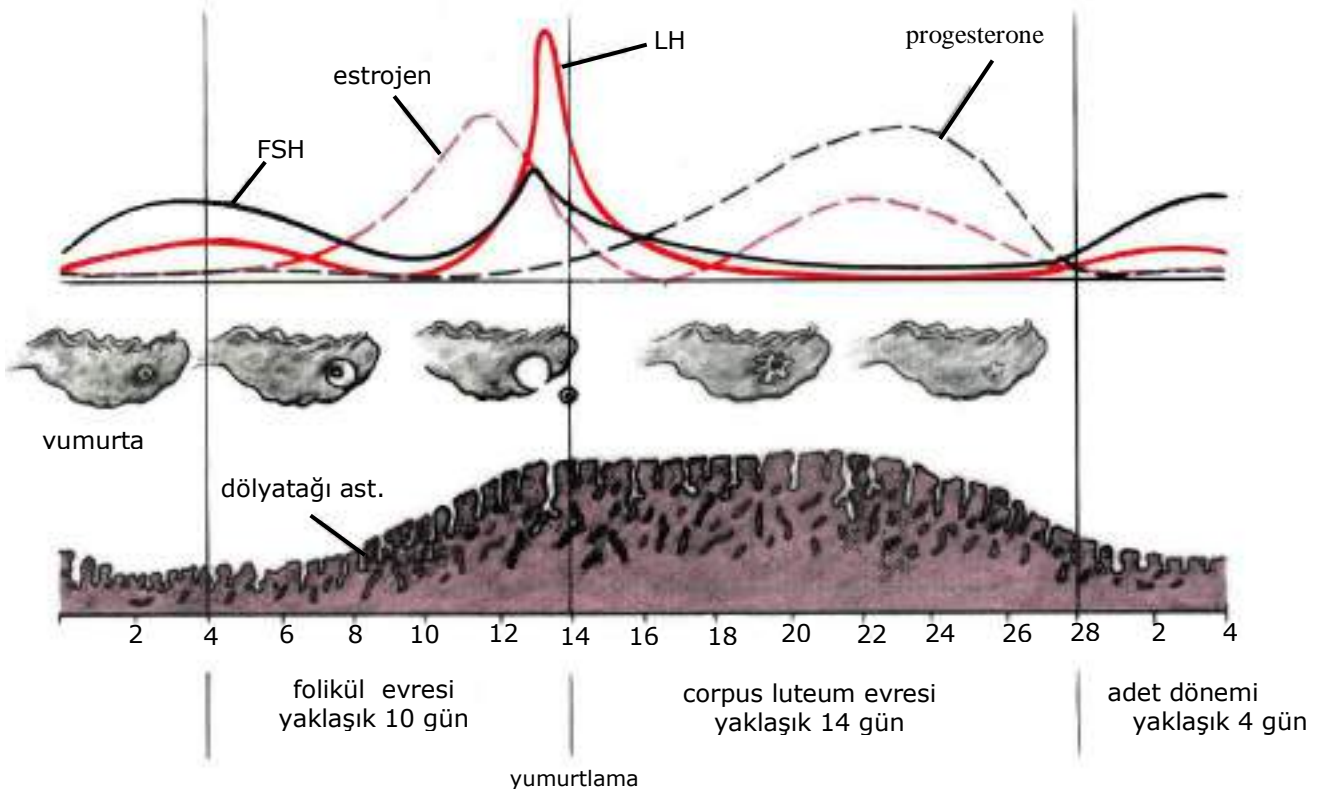 LH
progesterone
estrojen
FSH
vumurta
dölyatağı ast.
2 4 6 8 10 12 14 16 18 20 22 24 26 28 2 4
folikül evresi
yaklaşık 10 gün
corpus luteum evresi
yaklaşık 14 gün
adet dönemi
yaklaşık 4 gün
yumurtlama